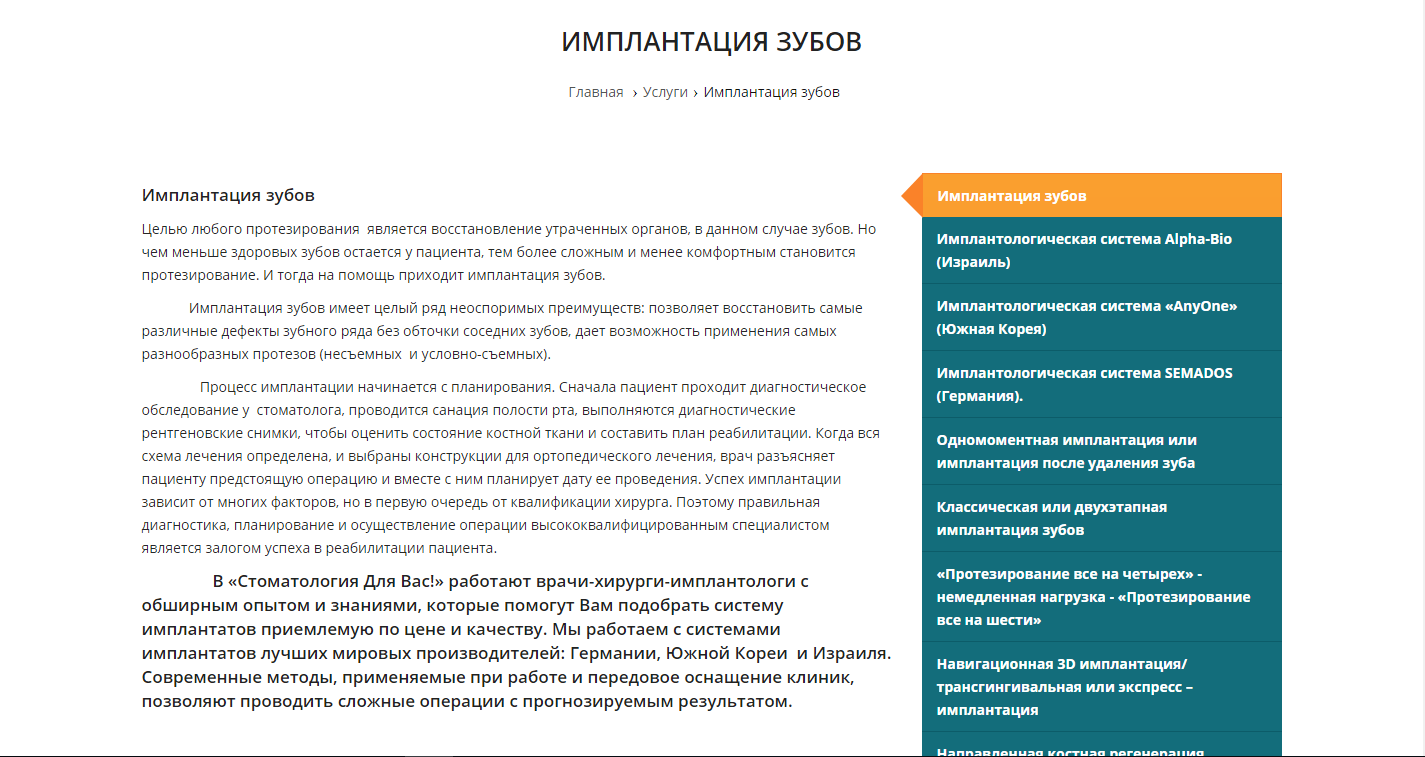 ИМПЛАНТАЦИЯ ЗУБОВ
Главная › Услуги › Имплантация зубов
Имплантация зубов
Целью любого протезирования является восстановление утраченных органов, в данном случае зубов. Но
чем меньше здоровых зубов остается у пациента, тем более сложным и менее комфортным становится
протезирование. И тогда на помощь приходит имплантация зубов.
Имплантация зубов имеет целый ряд неоспоримых преимуществ: позволяет восстановить самые
различные дефекты зубного ряда без обточки соседних зубов, дает возможность применения самых
разнообразных протезов (несъемных и условно-съемных).
Процесс имплантации начинается с планирования. Сначала пациент проходит диагностическое
обследование у стоматолога, проводится санация полости рта, выполняются диагностические
рентгеновские снимки, чтобы оценить состояние костной ткани и составить план реабилитации. Когда вся
схема лечения определена, и выбраны конструкции для ортопедического лечения, врач разъясняет
пациенту предстоящую операцию и вместе с ним планирует дату ее проведения. Успех имплантации
зависит от многих факторов, но в первую очередь от квалификации хирурга. Поэтому правильная
диагностика, планирование и осуществление операции высококвалифицированным специалистом
является залогом успеха в реабилитации пациента.
В «Стоматология Для Вас!» работают врачи-хирурги-имплантологи с
обширным опытом и знаниями, которые помогут Вам подобрать систему
имплантатов приемлемую по цене и качеству. Мы работаем с системами
имплантатов лучших мировых производителей: Германии, Южной Кореи и Израиля.
Современные методы, применяемые при работе и передовое оснащение клиник,
позволяют проводить сложные операции с прогнозируемым результатом.
Имплантация зубов
Имплантологическая система Alpha-Bio
(Израиль)
Имплантологическая система «AnyOne»
(Южная Корея)
Имплантологическая система SEMADOS
(Германия).
Одномоментная имплантация или
имплантация после удаления зуба
Классическая или двухэтапная
имплантация зубов
«Протезирование все на четырех» -
немедленная нагрузка - «Протезирование
все на шести»
Навигационная 3D имплантация/
трансгингивальная или экспресс –
имплантация
Направленная костная регенерация